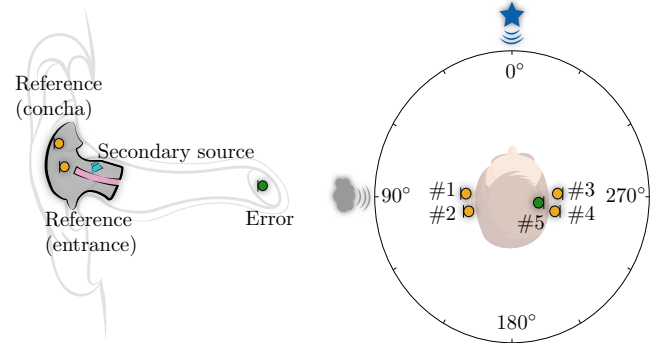 Reference
(concha)
Secondary source
Reference
(entrance)
Error
0°
90°
270°
180°
#1
#2
#3
#4
#5